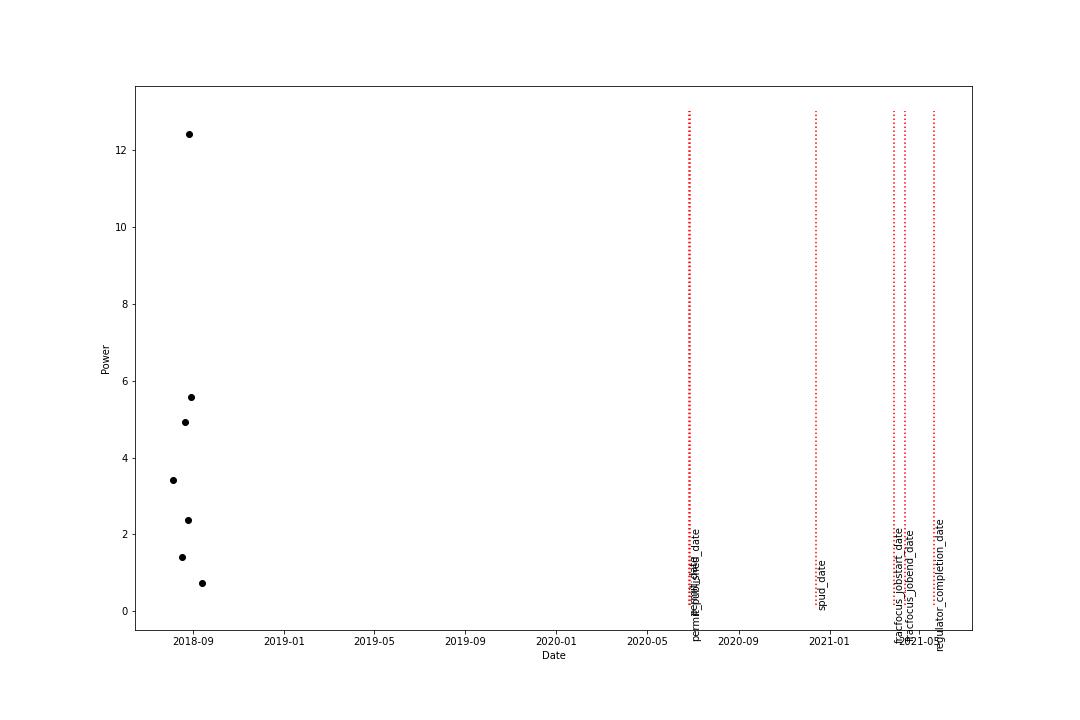 12
10
8
6
4
2
0
Power
2018-09
2019-01
2019-05
2019-09
2020-01
2020-05
2020-09
2021-01
2021-05
Date
permit_published_date
spud_date
fracfocus_jobstart_date
fracfocus_jobend_date
regulator_completion_date